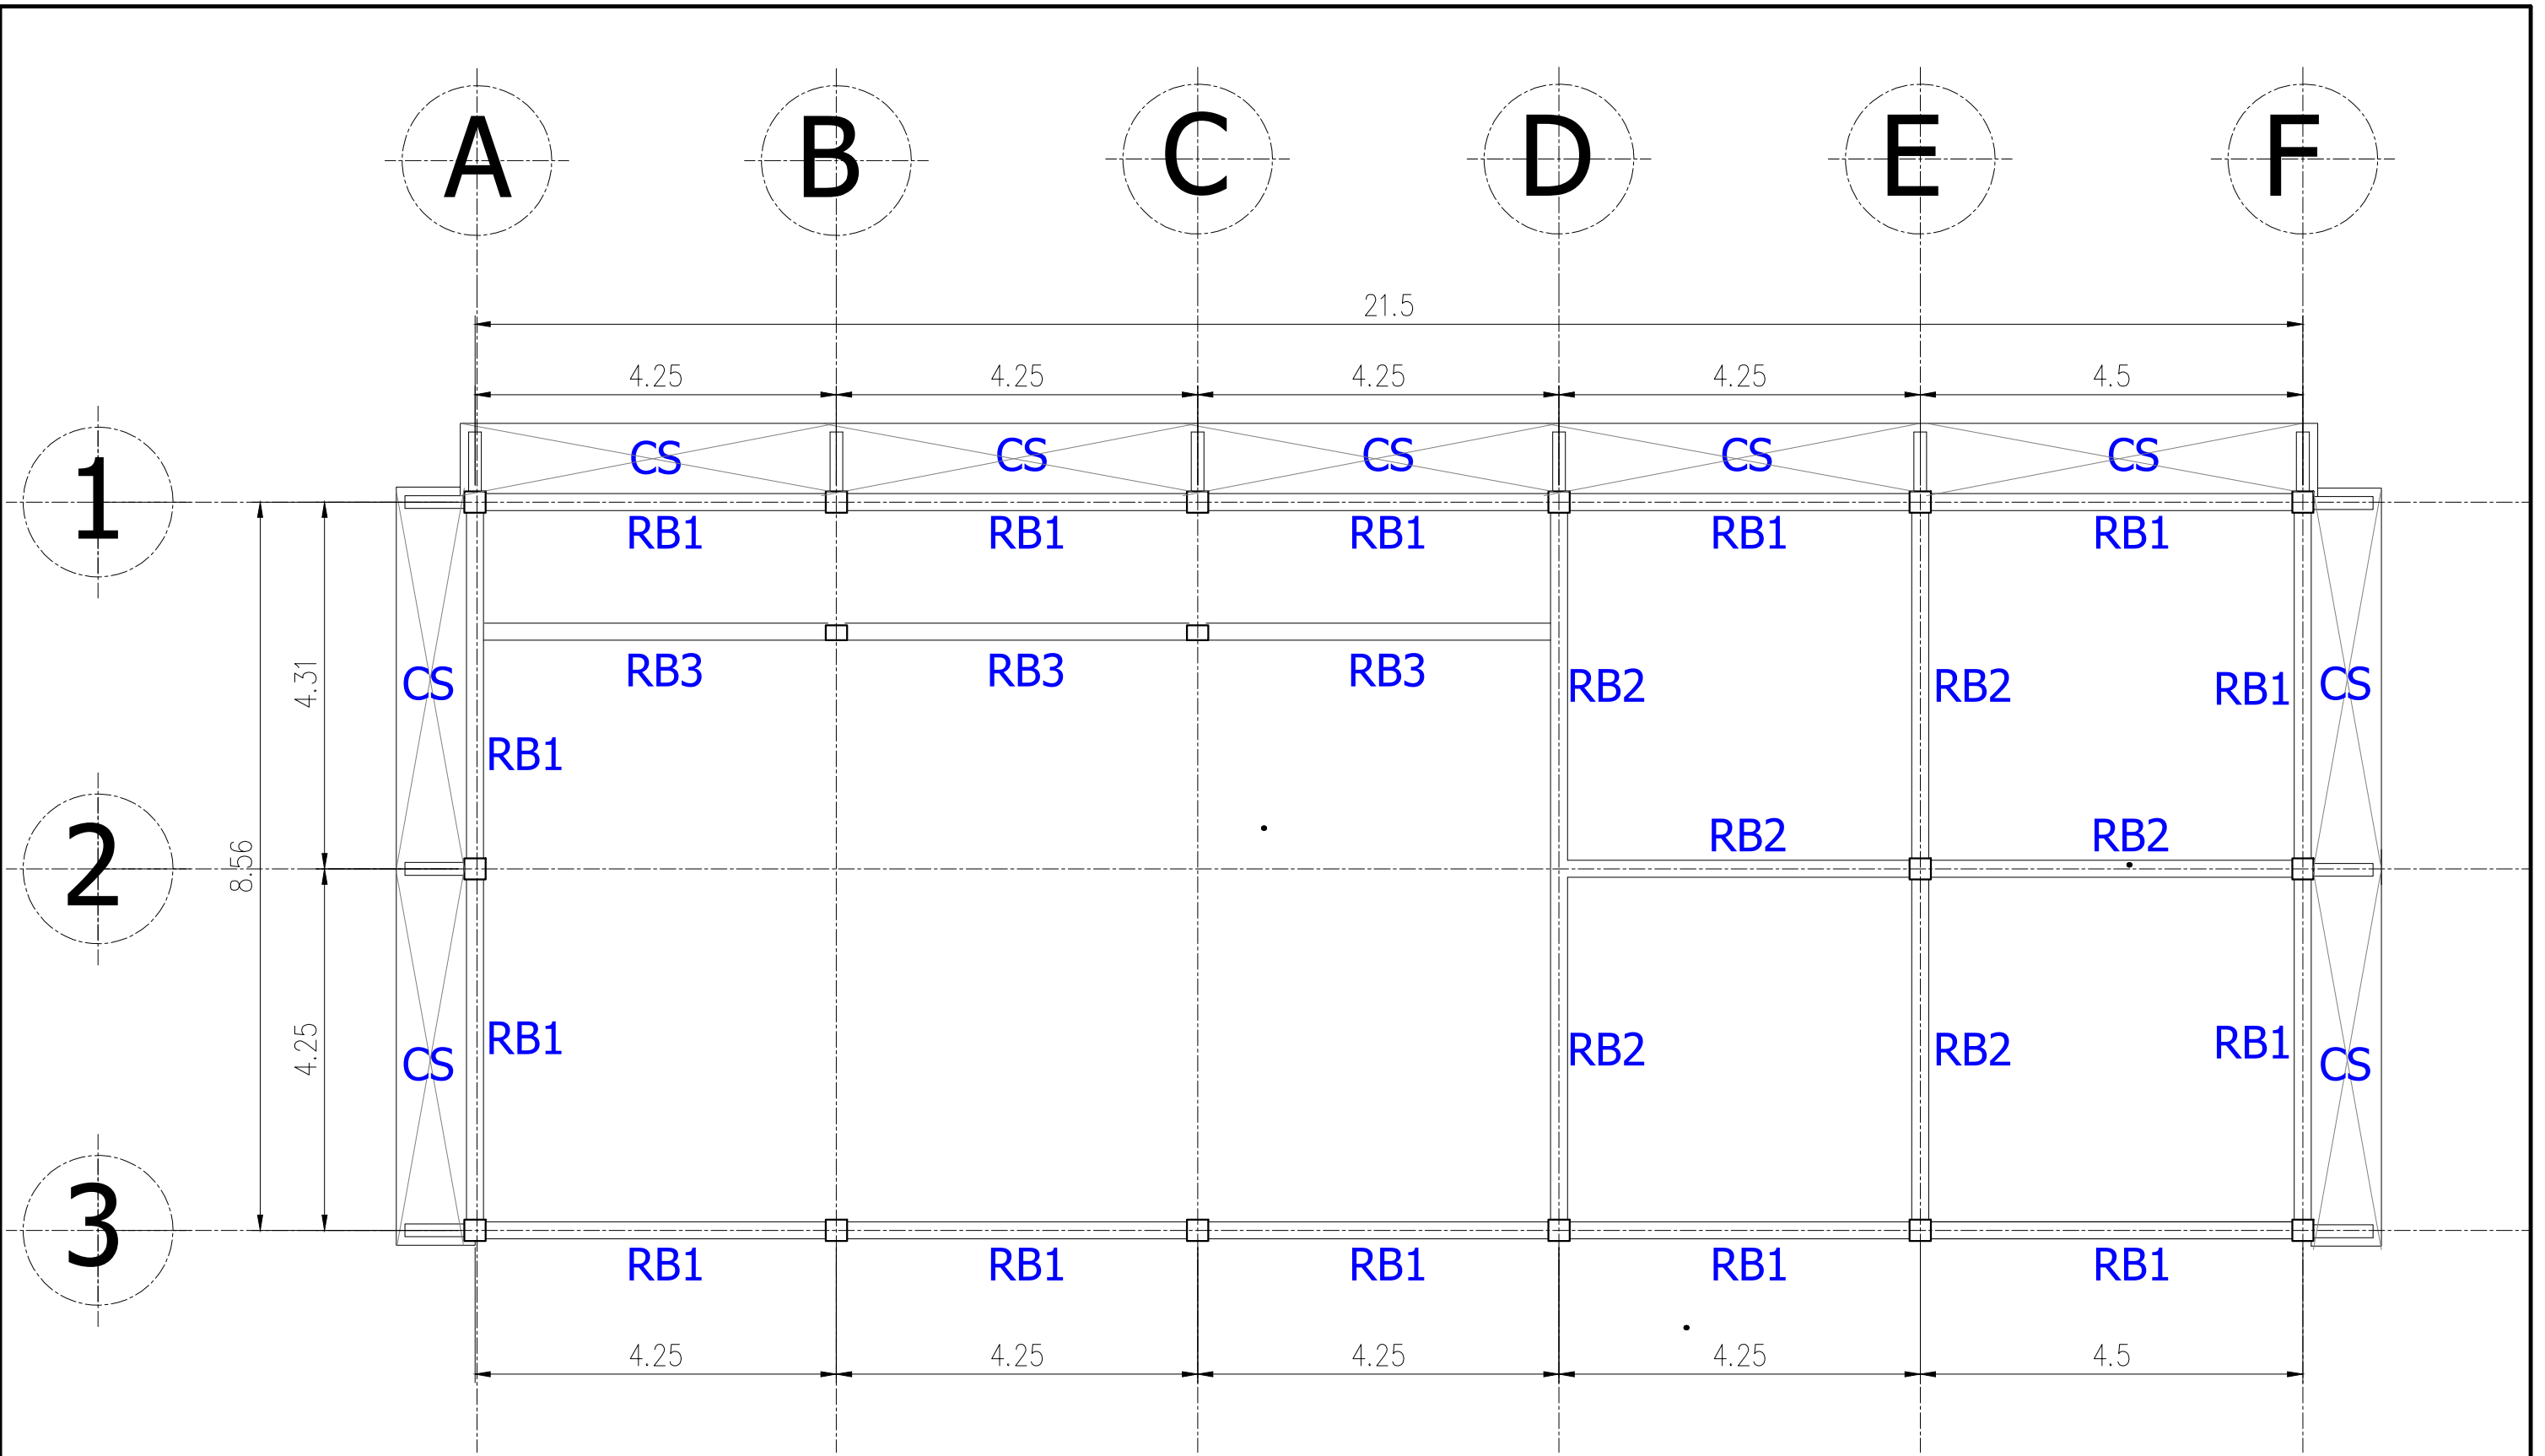 A B C D E F
21.5
4.25 4.25 4.25 4.25 4.5
CS CS CS CS CS
1
RB1 RB1 RB1 RB1 RB1
RB3 RB3 RB3
4.31
CS RB2 RB2 RB1 CS
RB1
RB2 RB2
2
8.56
4.25
RB1 RB2 RB2 RB1
CS CS
3
RB1 RB1 RB1 RB1 RB1
4.25 4.25 4.25 4.25 4.5